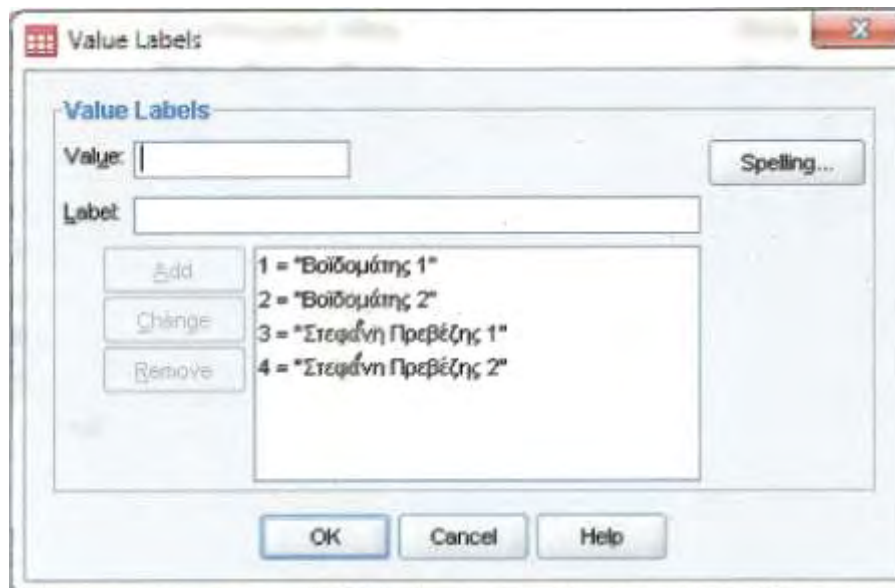 Value Labels
Value Labels
Value:
Spelling...
Label:
Add
1 = "Βοϊδομάτης 1"
2 = "Βοϊδομάτης 2"
Change
3 = "Στεφάνη Πρεβέζης 1"
Remove
4 = "Στεφάνη Πρεβέζης 2"
OK
Cancel
Help